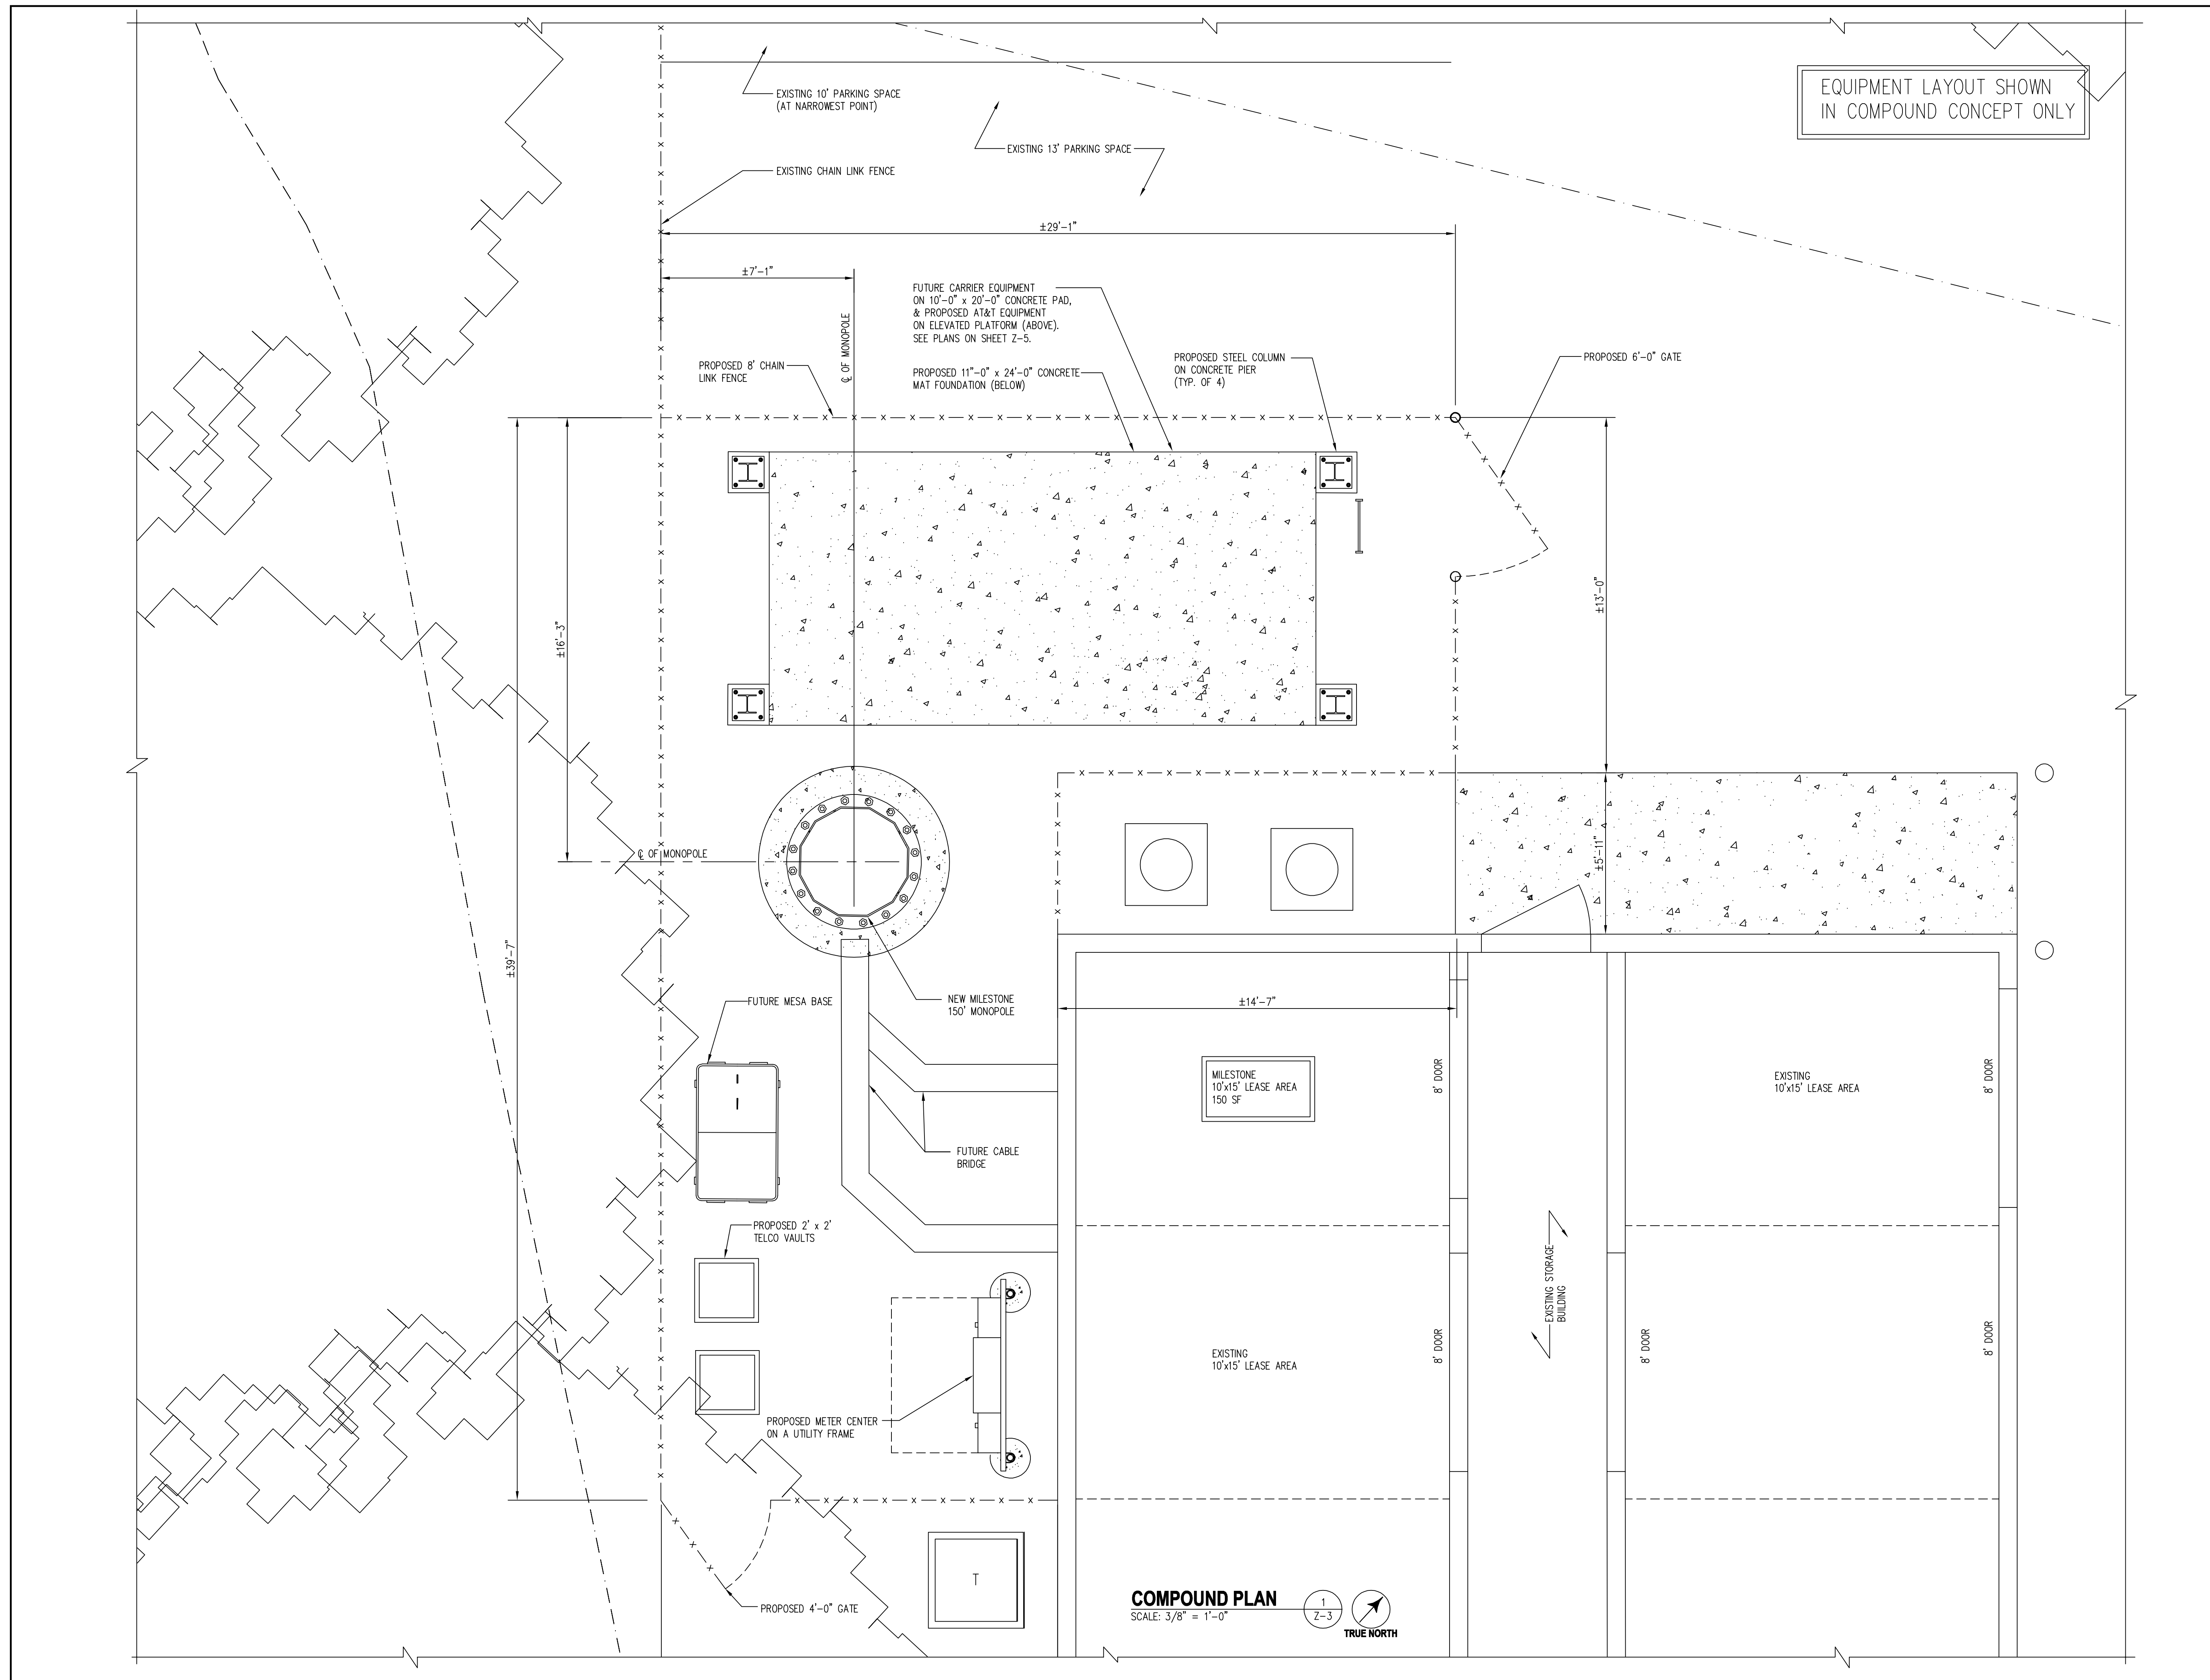 EQUIPMENT LAYOUT SHOWN
IN COMPOUND CONCEPT ONLY
EXISTING 10' PARKING SPACE
(AT NARROWEST POINT)
EXISTING 13' PARKING SPACE
EXISTING CHAIN LINK FENCE
±29'-1"
±7'-1"
FUTURE CARRIER EQUIPMENT
ON 10'-0" x 20'-0" CONCRETE PAD,
& PROPOSED AT&T EQUIPMENT
ON ELEVATED PLATFORM (ABOVE).
SEE PLANS ON SHEET Z-5.
℄ OF MONOPOLE
PROPOSED 8' CHAIN
LINK FENCE
PROPOSED 11"-0" x 24'-0" CONCRETE
MAT FOUNDATION (BELOW)
PROPOSED STEEL COLUMN
ON CONCRETE PIER
(TYP. OF 4)
PROPOSED 6'-0" GATE
±16'-3"
±13'-0"
℄ OF MONOPOLE
±5'-11"
±39'-7"
FUTURE MESA BASE
NEW MILESTONE
150' MONOPOLE
±14'-7"
MILESTONE
10'x15' LEASE AREA
150 SF
8' DOOR
EXISTING
10'x15' LEASE AREA
8' DOOR
FUTURE CABLE
BRIDGE
PROPOSED 2' x 2'
TELCO VAULTS
EXISTING STORAGE
BUILDING
EXISTING
10'x15' LEASE AREA
8' DOOR
8' DOOR
8' DOOR
PROPOSED METER CENTER
ON A UTILITY FRAME
T
PROPOSED 4'-0" GATE
COMPOUND PLAN
SCALE: 3/8" = 1'-0"
1
Z-3
TRUE NORTH